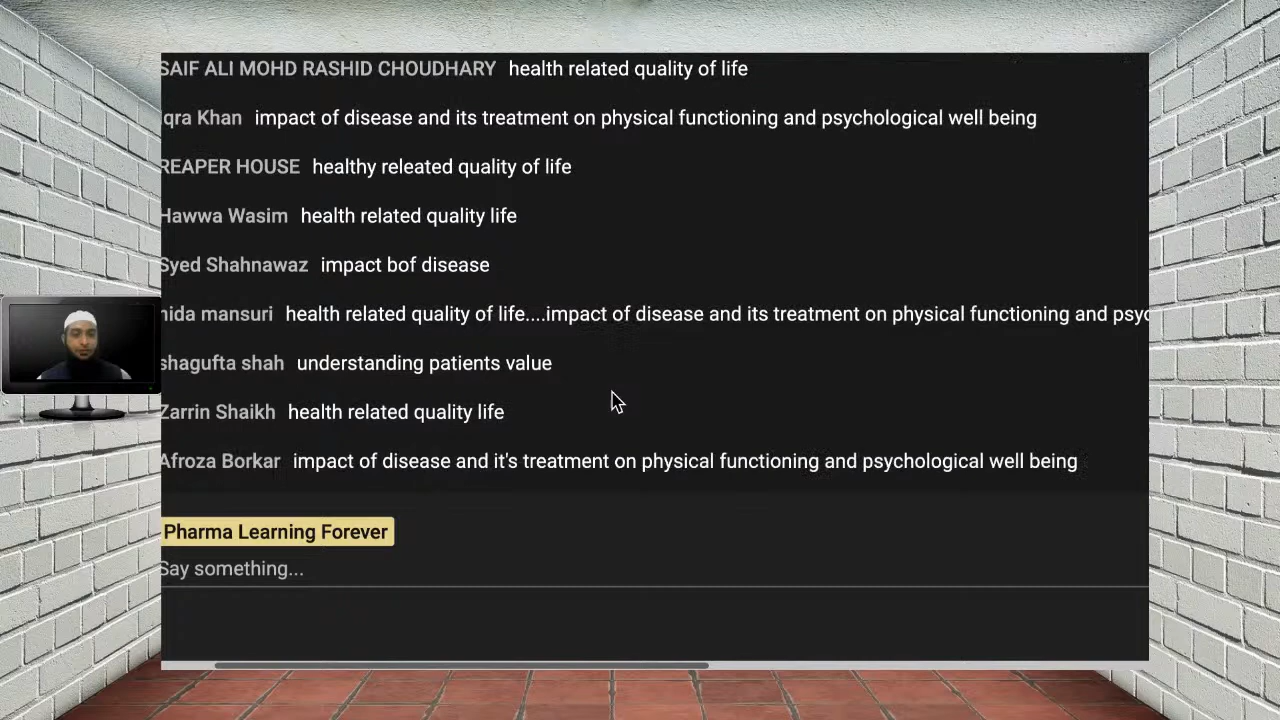 SAIF ALI MOHD RASHID CHOUDHARY health related quality of life
qra Khan impact of disease and its treatment on physical functioning and psychological well being
REAPER HOUSE healthy releated quality of life
Hawwa Wasim health related quality life
Syed Shahnawaz impact bof disease
nida mansuri health related quality of life....impact of disease and its treatment on physical functioning and psyc
shagufta shah understanding patients value
Zarrin Shaikh health related quality life
Afroza Borkar impact of disease and it's treatment on physical functioning and psychological well being
Pharma Learning Forever
Say something...